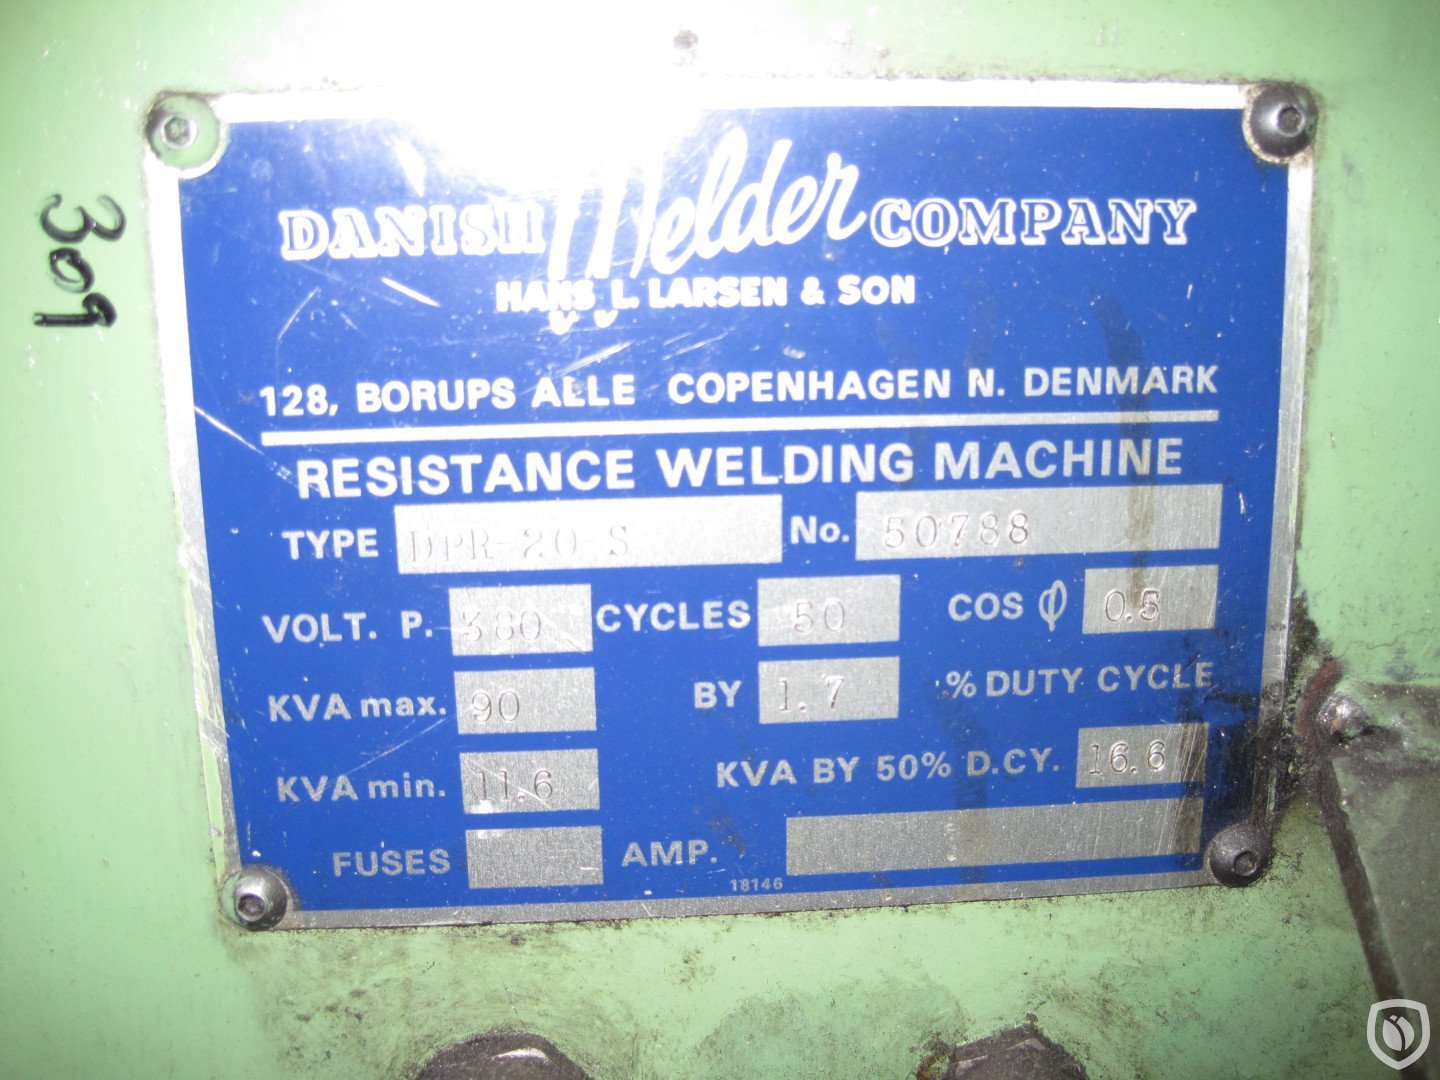 309
DANISH Welder COMPANY
HANS L. LARSEN & SON
128, BORUPS ALLE COPENHAGEN N. DENMARK
RESISTANCE WELDING MACHINE
TYPE DPR-20-S No. 50788
VOLT. P. 380 CYCLES 50 COS φ 0.5
KVA max. 90 BY 1.7 % DUTY CYCLE
KVA min. 11.6 KVA BY 50% D.CY. 16.6
FUSES AMP.
18146